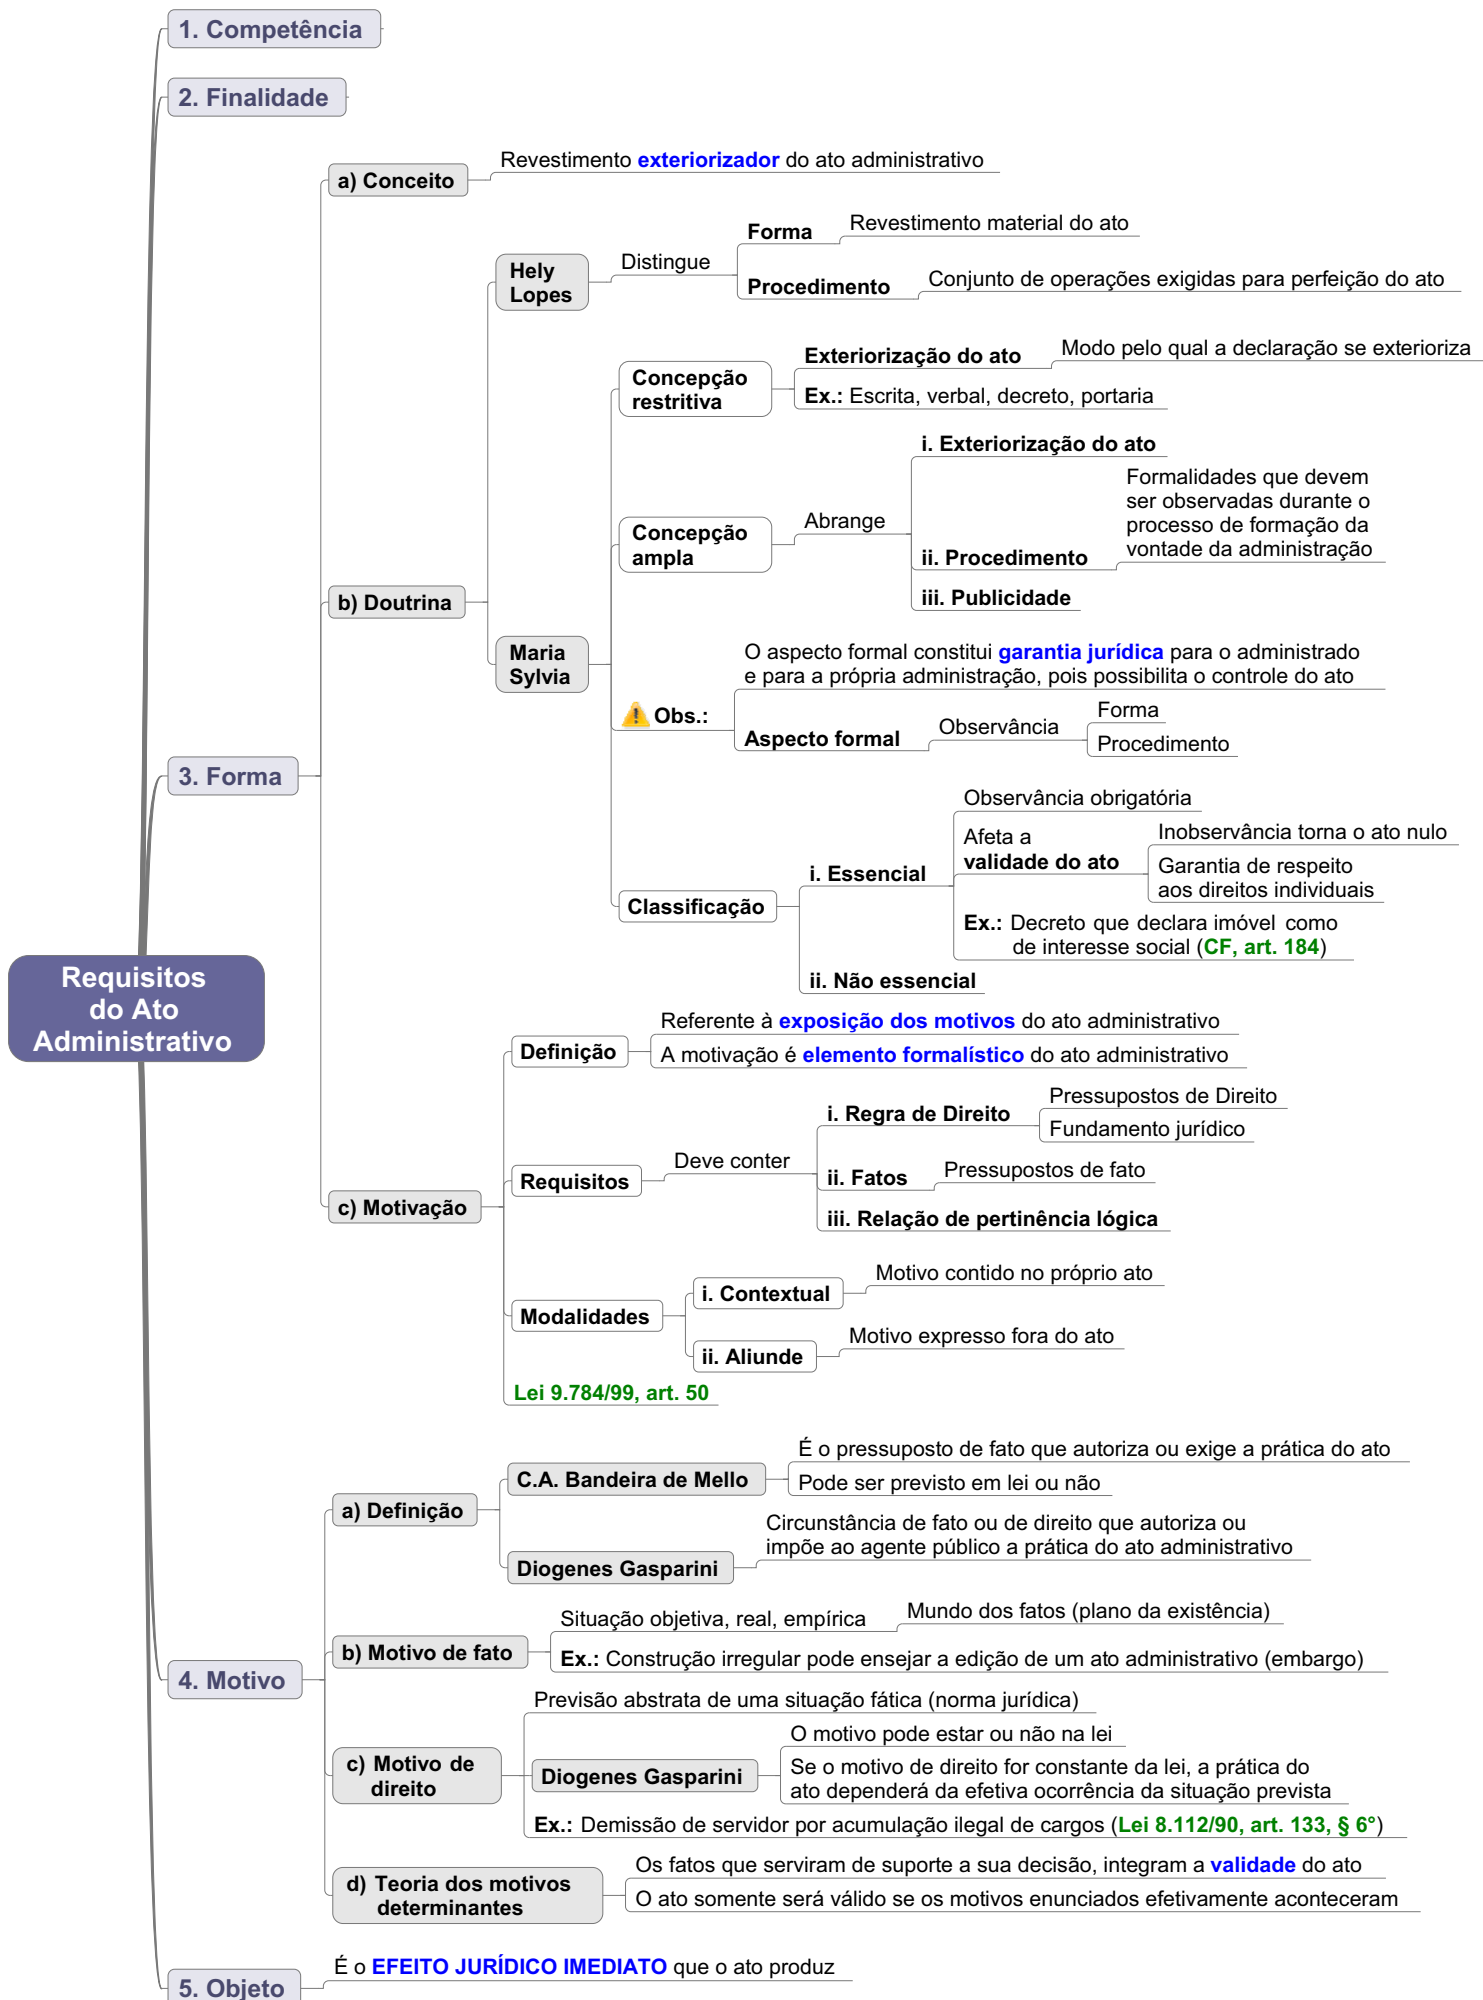 1. Competência
2. Finalidade
Requisitos
do Ato
Administrativo
3. Forma
a) Conceito
Revestimento exteriorizador do ato administrativo
b) Doutrina
Hely
Lopes
Distingue
Forma
Revestimento material do ato
Procedimento
Conjunto de operações exigidas para perfeição do ato
Maria
Sylvia
Concepção
restritiva
Exteriorização do ato
Modo pelo qual a declaração se exterioriza
Ex.: Escrita, verbal, decreto, portaria
Concepção
ampla
Abrange
i. Exteriorização do ato
ii. Procedimento
Formalidades que devem
ser observadas durante o
processo de formação da
vontade da administração
iii. Publicidade
Obs.:
O aspecto formal constitui garantia jurídica para o administrado
e para a própria administração, pois possibilita o controle do ato
Aspecto formal
Observância
Forma
Procedimento
Classificação
i. Essencial
Observância obrigatória
Afeta a
validade do ato
Inobservância torna o ato nulo
Garantia de respeito
aos direitos individuais
Ex.: Decreto que declara imóvel como
de interesse social (CF, art. 184)
ii. Não essencial
c) Motivação
Definição
Referente à exposição dos motivos do ato administrativo
A motivação é elemento formalístico do ato administrativo
Requisitos
Deve conter
i. Regra de Direito
Pressupostos de Direito
Fundamento jurídico
ii. Fatos
Pressupostos de fato
iii. Relação de pertinência lógica
Modalidades
i. Contextual
Motivo contido no próprio ato
ii. Aliunde
Motivo expresso fora do ato
Lei 9.784/99, art. 50
4. Motivo
a) Definição
C.A. Bandeira de Mello
É o pressuposto de fato que autoriza ou exige a prática do ato
Pode ser previsto em lei ou não
Diogenes Gasparini
Circunstância de fato ou de direito que autoriza ou
impõe ao agente público a prática do ato administrativo
b) Motivo de fato
Situação objetiva, real, empírica
Mundo dos fatos (plano da existência)
Ex.: Construção irregular pode ensejar a edição de um ato administrativo (embargo)
c) Motivo de
direito
Previsão abstrata de uma situação fática (norma jurídica)
Diogenes Gasparini
O motivo pode estar ou não na lei
Se o motivo de direito for constante da lei, a prática do
ato dependerá da efetiva ocorrência da situação prevista
Ex.: Demissão de servidor por acumulação ilegal de cargos (Lei 8.112/90, art. 133, § 6°)
d) Teoria dos motivos
determinantes
Os fatos que serviram de suporte a sua decisão, integram a validade do ato
O ato somente será válido se os motivos enunciados efetivamente aconteceram
5. Objeto
É o EFEITO JURÍDICO IMEDIATO que o ato produz